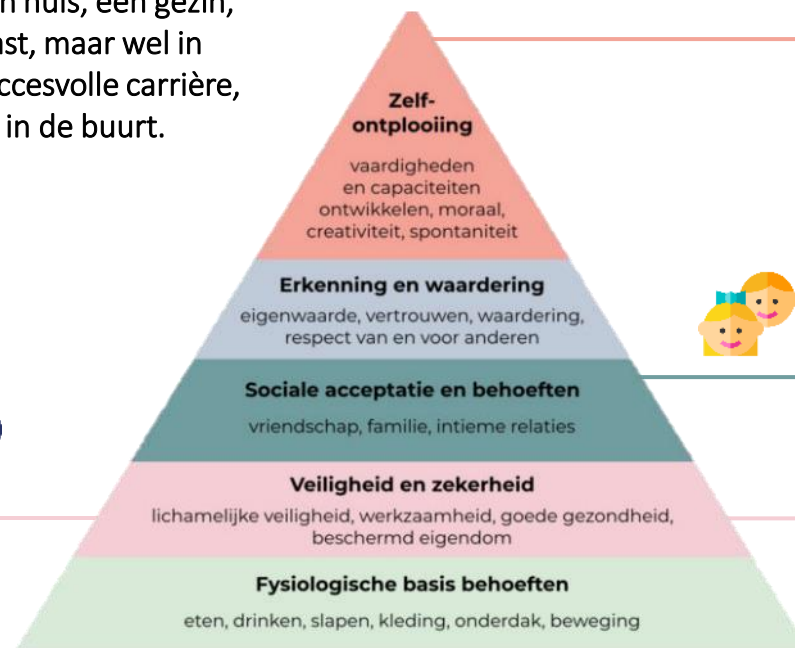 n huis, een gezin,
st, maar wel in
ccesvolle carrière,
in de buurt.
Zelf-
ontplooiing
vaardigheden
en capaciteiten
ontwikkelen, moraal,
creativiteit, spontaniteit
Erkenning en waardering
eigenwaarde, vertrouwen, waardering,
respect van en voor anderen
Sociale acceptatie en behoeften
vriendschap, familie, intieme relaties
Veiligheid en zekerheid
lichamelijke veiligheid, werkzaamheid, goede gezondheid,
beschermd eigendom
Fysiologische basis behoeften
eten, drinken, slapen, kleding, onderdak, beweging